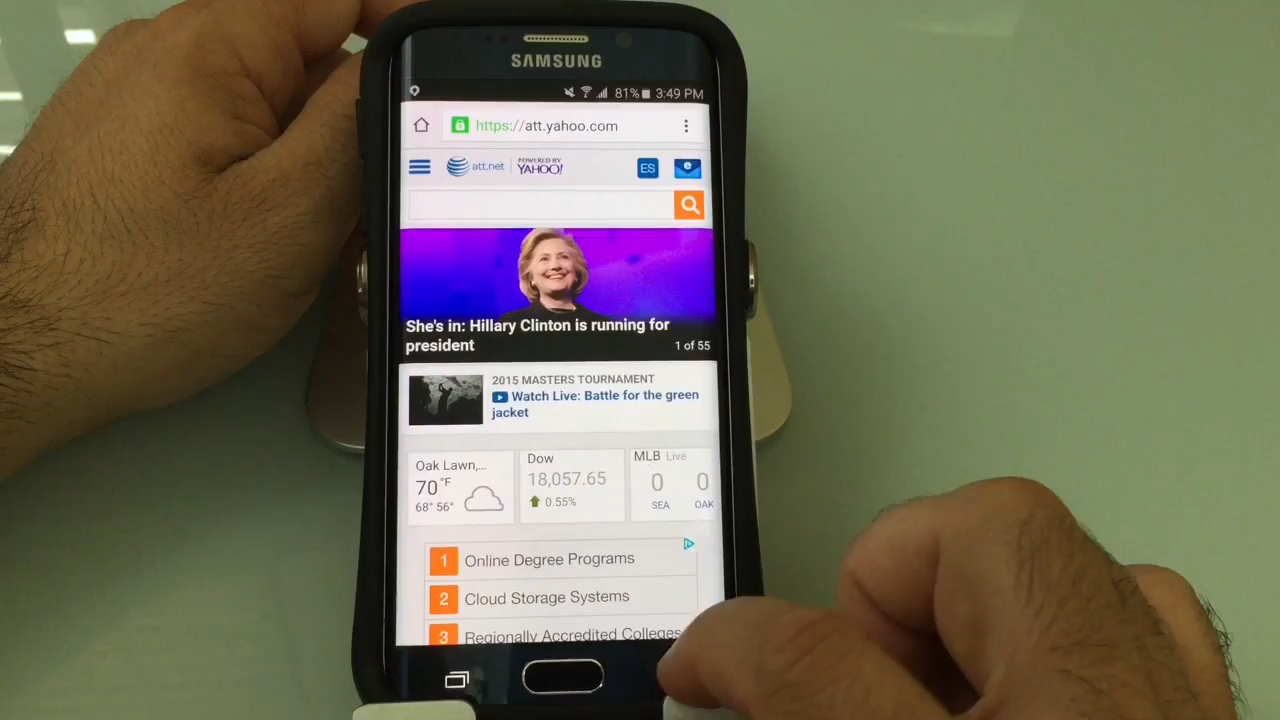 SAMSUNG
81% 3:49 PM
https://att.yahoo.com
att.net POWERED BY YAHOO! ES
She's in: Hillary Clinton is running for
president
1 of 55
2015 MASTERS TOURNAMENT
Watch Live: Battle for the green
jacket
Oak Lawn,...
70°F
68° 56°
Dow
18,057.65
0.55%
MLB Live
0 0
SEA OAK
1 Online Degree Programs
2 Cloud Storage Systems
3 Regionally Accredited Colleges